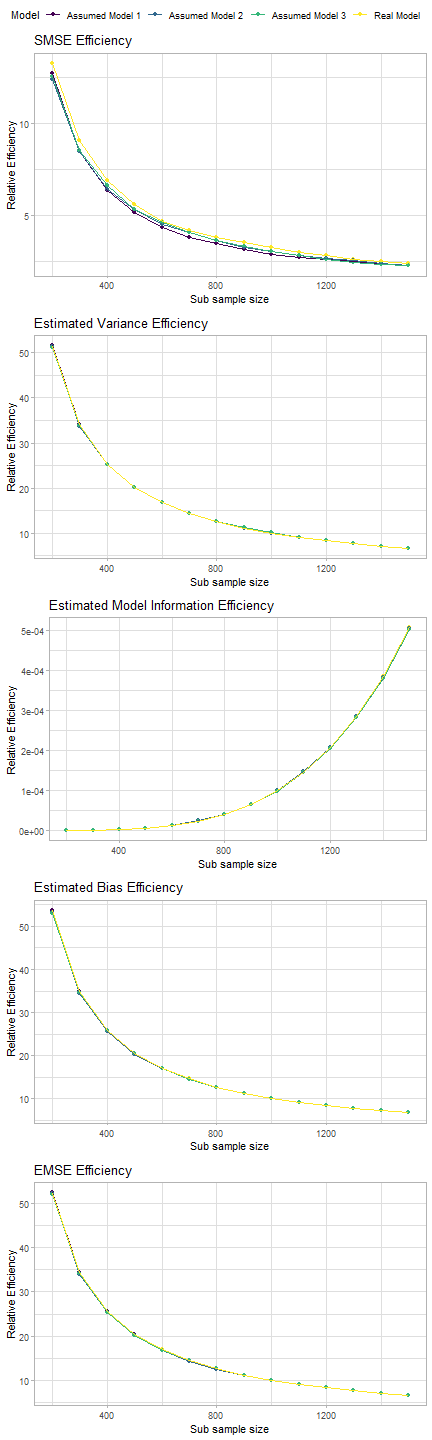 Model Assumed Model 1 Assumed Model 2 Assumed Model 3 Real Model
SMSE Efficiency
Relative Efficiency
10
5
400 800 1200
Sub sample size
Estimated Variance Efficiency
Relative Efficiency
50
40
30
20
10
400 800 1200
Sub sample size
Estimated Model Information Efficiency
Relative Efficiency
5e-04
4e-04
3e-04
2e-04
1e-04
0e+00
400 800 1200
Sub sample size
Estimated Bias Efficiency
Relative Efficiency
50
40
30
20
10
400 800 1200
Sub sample size
EMSE Efficiency
Relative Efficiency
50
40
30
20
10
400 800 1200
Sub sample size